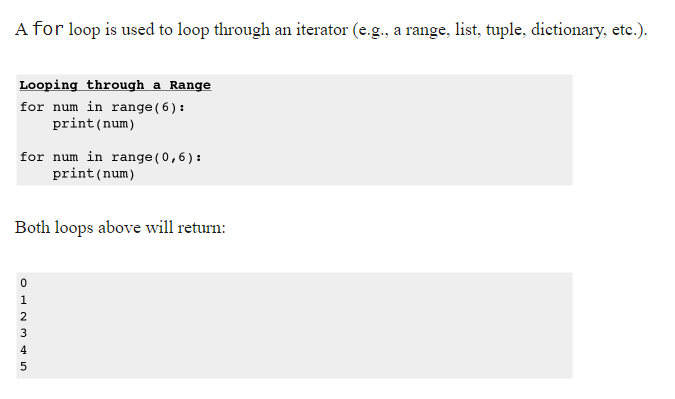 A for loop is used to loop through an iterator (e.g., a range, list, tuple, dictionary, etc.).
Looping through a Range
for num in range(6):
    print(num)
for num in range(0,6):
    print(num)
Both loops above will return:
0
1
2
3
4
5